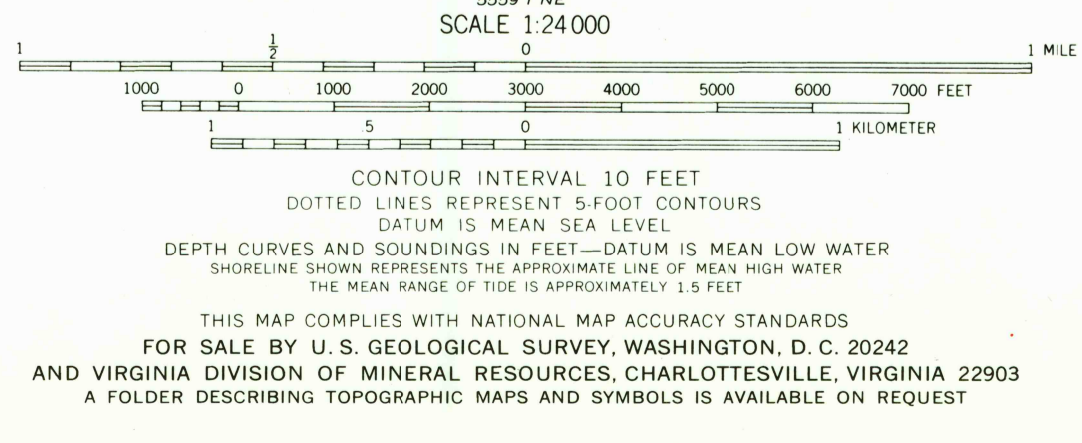 SCALE 1:24 000
1 ½ 0 1 MILE
1000 0 1000 2000 3000 4000 5000 6000 7000 FEET
1 .5 0 1 KILOMETER
CONTOUR INTERVAL 10 FEET
DOTTED LINES REPRESENT 5-FOOT CONTOURS
DATUM IS MEAN SEA LEVEL
DEPTH CURVES AND SOUNDINGS IN FEET—DATUM IS MEAN LOW WATER
SHORELINE SHOWN REPRESENTS THE APPROXIMATE LINE OF MEAN HIGH WATER
THE MEAN RANGE OF TIDE IS APPROXIMATELY 1.5 FEET
THIS MAP COMPLIES WITH NATIONAL MAP ACCURACY STANDARDS
FOR SALE BY U. S. GEOLOGICAL SURVEY, WASHINGTON, D. C. 20242
AND VIRGINIA DIVISION OF MINERAL RESOURCES, CHARLOTTESVILLE, VIRGINIA 22903
A FOLDER DESCRIBING TOPOGRAPHIC MAPS AND SYMBOLS IS AVAILABLE ON REQUEST